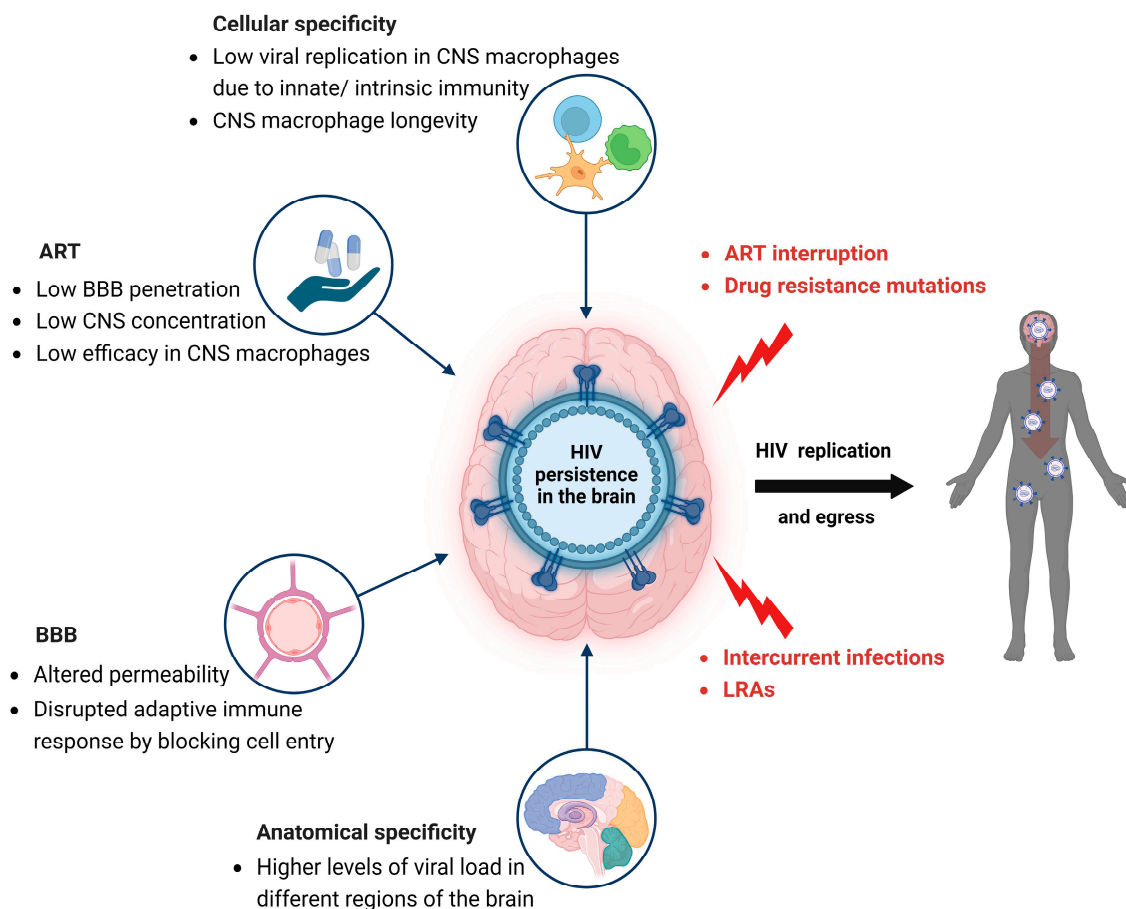 Cellular specificity
• Low viral replication in CNS macrophages
due to innate/ intrinsic immunity
• CNS macrophage longevity
ART
• Low BBB penetration
• Low CNS concentration
• Low efficacy in CNS macrophages
• ART interruption
• Drug resistance mutations
HIV
persistence
in the brain
HIV replication
and egress
BBB
• Altered permeability
• Disrupted adaptive immune
response by blocking cell entry
• Intercurrent infections
• LRAs
Anatomical specificity
• Higher levels of viral load in
different regions of the brain